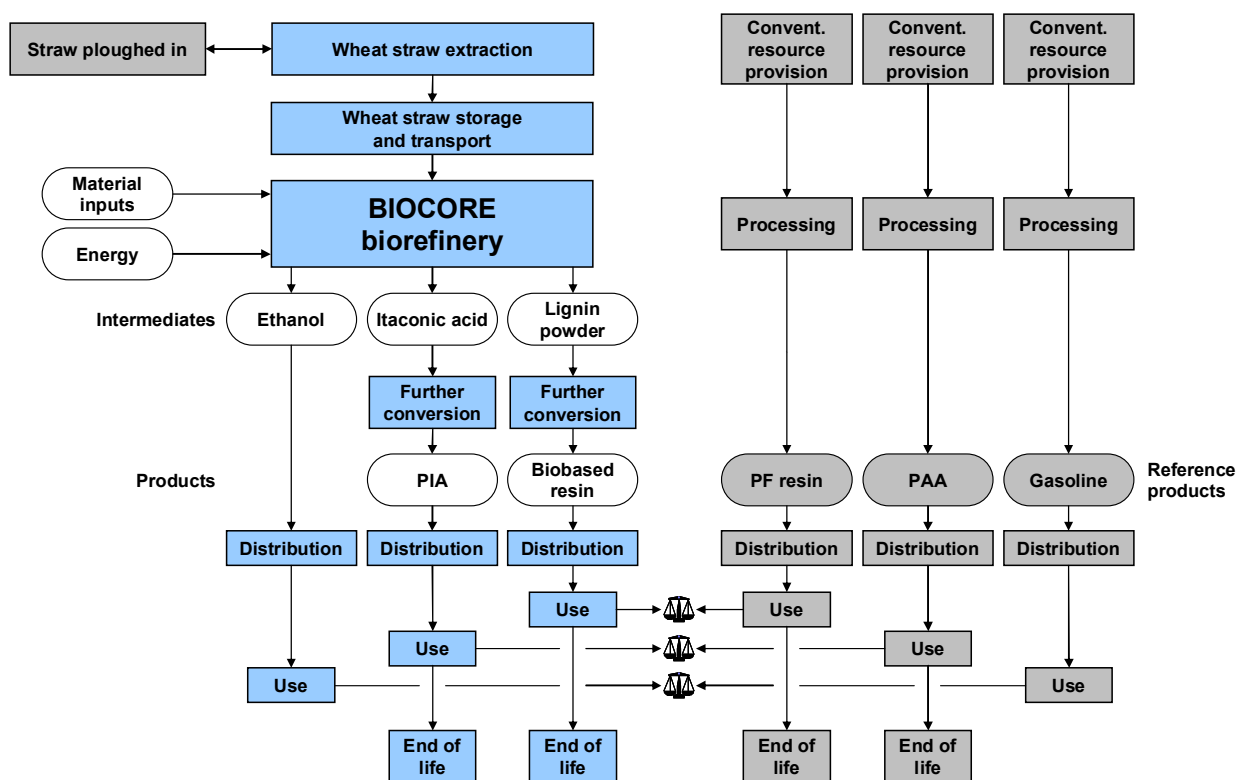 Straw ploughed in
Wheat straw extraction
Convent.
resource
provision
Convent.
resource
provision
Convent.
resource
provision
Wheat straw storage
and transport
Material
inputs
BIOCORE
biorefinery
Processing
Processing
Processing
Energy
Intermediates
Ethanol
Itaconic acid
Lignin
powder
Further
conversion
Further
conversion
Products
PIA
Biobased
resin
PF resin
PAA
Gasoline
Reference
products
Distribution
Distribution
Distribution
Distribution
Distribution
Distribution
Use
Use
Use
Use
Use
Use
End of
life
End of
life
End of
life
End of
life